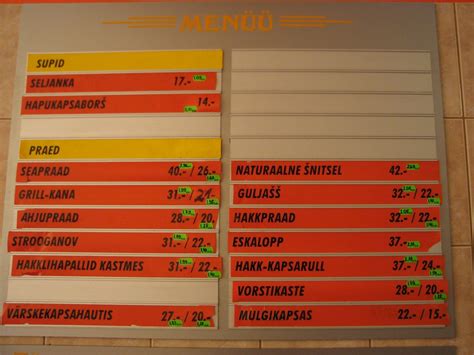 MENÜÜ
SUPID
SELJANKA 17.-
HAPUKAPSABORŠ 14.-
PRAED
SEAPRAAD 40.- / 26.-
GRILL-KANA 31.- / 21.-
AHJUPRAAD 28.- / 20.
STROOGANOV 31.- / 22.-
HAKKLIHAPALLID KASTMES 31.- / 22.-
VÄRSKEKAPSAHAUTIS 27 / 20.-
NATURAALNE ŠNITSEL 42.-
GULJAŠŠ 32 / 22.-
HAKKPRAAD 32 / 22.-
ESKALOPP 37.-
HAKK-KAPSARULL 37.- / 24.-
VORSTIKASTE 28.- / 20.-
MULGIKAPSAS 22.- / 15.-